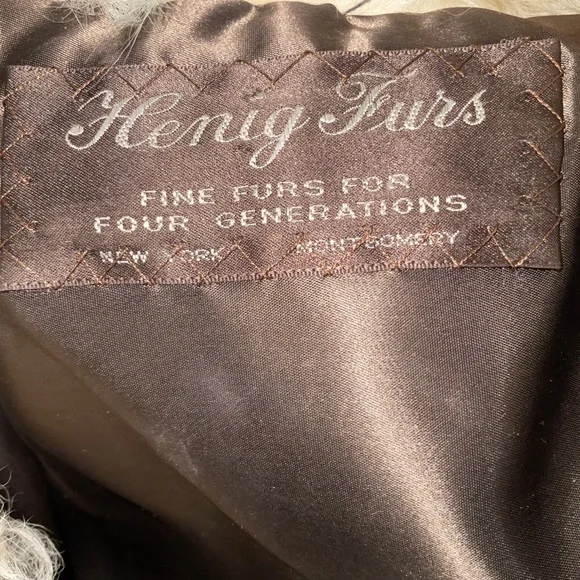 Henig Furs
FINE FURS FOR
FOUR GENERATIONS
NEW YORK MONTGOMERY